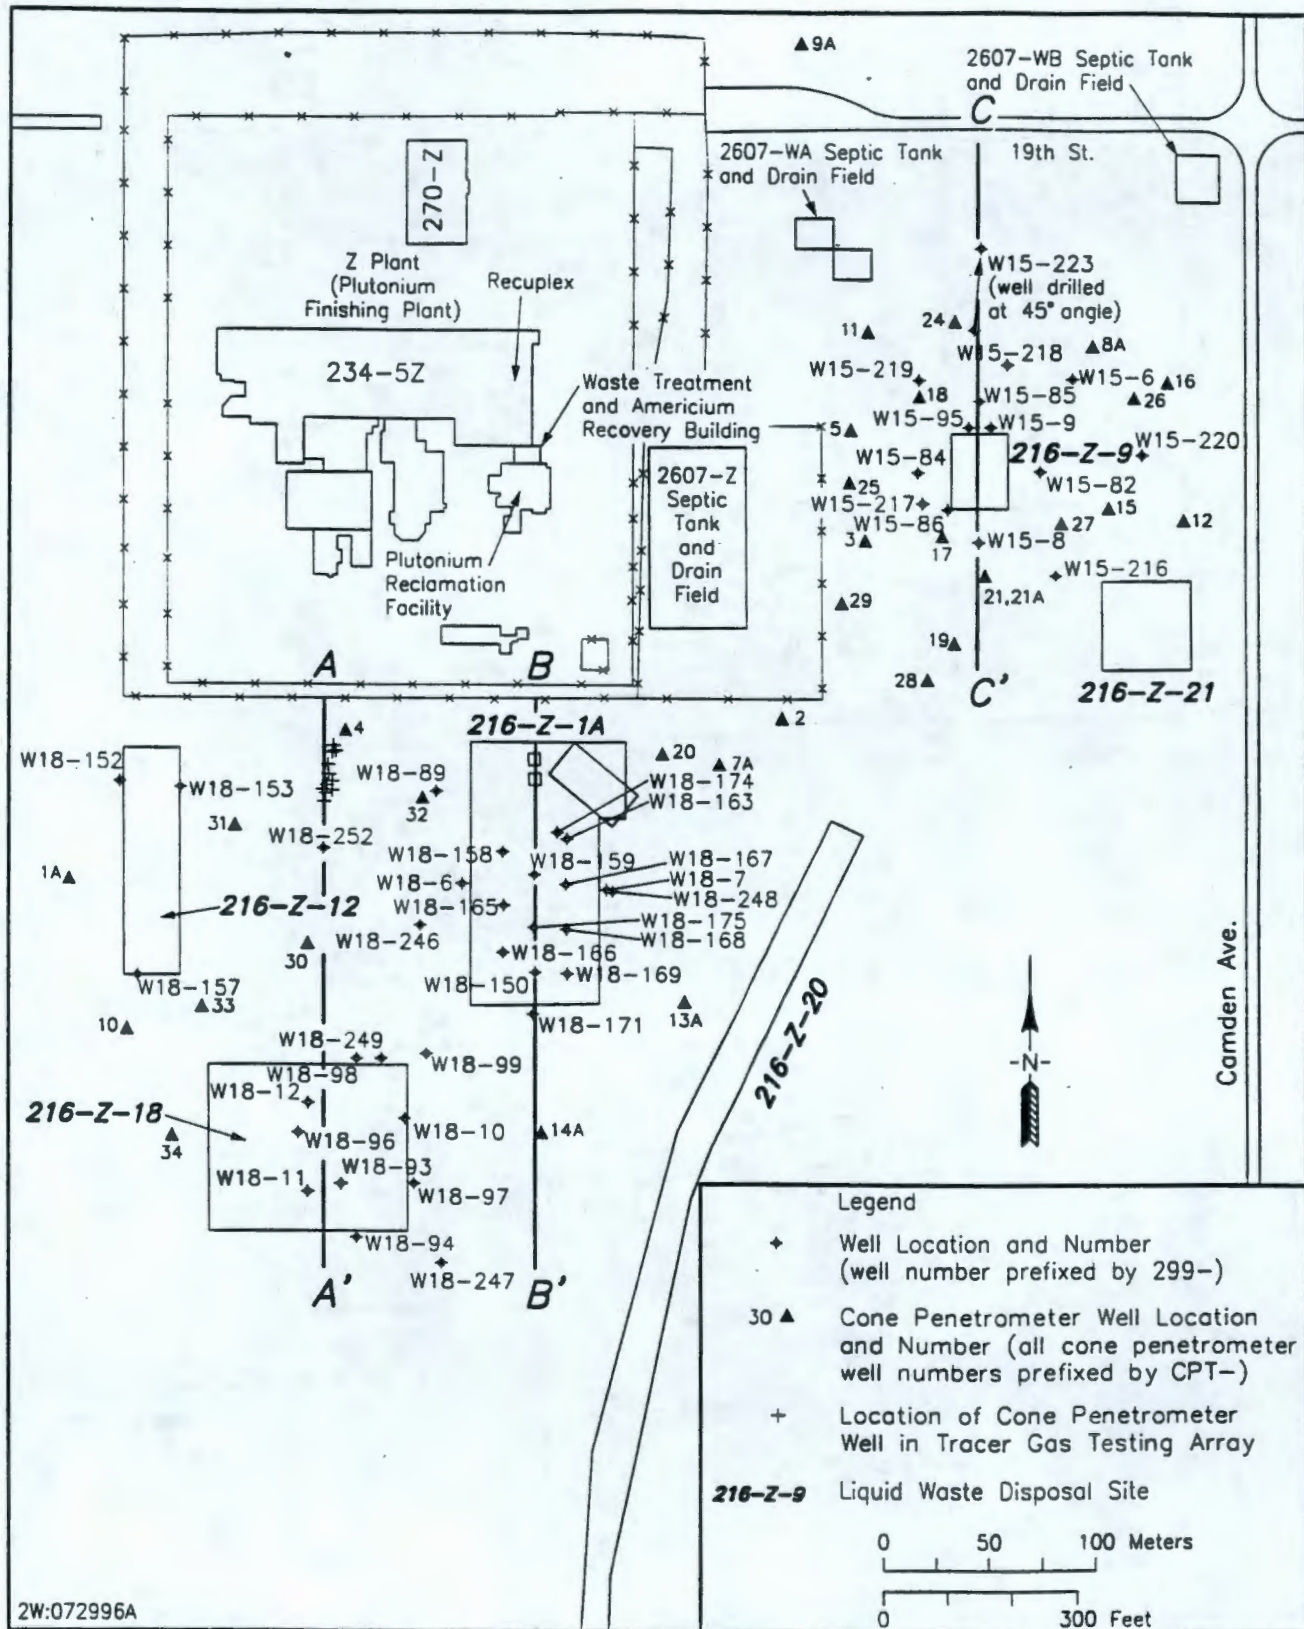 9A
2607-WB Septic Tank
and Drain Field
C
19th St.
2607-WA Septic Tank
and Drain Field
270-Z
Z Plant
(Plutonium
Finishing Plant)
Recuplex
234-5Z
Waste Treatment
and Americium
Recovery Building
Plutonium
Reclamation
Facility
2607-Z
Septic
Tank
and
Drain
Field
W15-223
(well drilled
at 45° angle)
24
11
8A
W15-218
W15-219
W15-6
16
18
W15-85
26
W15-95
W15-9
5
W15-220
W15-84
216-Z-9
W15-82
25
W15-217
15
W15-86
27
12
3
17
W15-8
W15-216
21,21A
29
19
28
C'
216-Z-21
A
B
216-Z-1A
2
4
20
7A
W18-152
W18-153
W18-89
32
W18-174
W18-163
31
W18-252
W18-158
W18-159
W18-167
1A
W18-6
W18-7
W18-248
216-Z-12
W18-165
W18-175
W18-246
W18-168
30
W18-166
W18-157
W18-150
W18-169
33
13A
10
W18-171
216-Z-20
Camden Ave.
-N-
W18-249
W18-99
W18-98
W18-12
216-Z-18
34
W18-96
W18-10
14A
W18-93
W18-11
W18-97
W18-94
W18-247
A'
B'
Legend
Well Location and Number
(well number prefixed by 299-)
30
Cone Penetrometer Well Location
and Number (all cone penetrometer
well numbers prefixed by CPT-)
Location of Cone Penetrometer
Well in Tracer Gas Testing Array
216-Z-9 Liquid Waste Disposal Site
0 50 100 Meters
0 300 Feet
2W:072996A